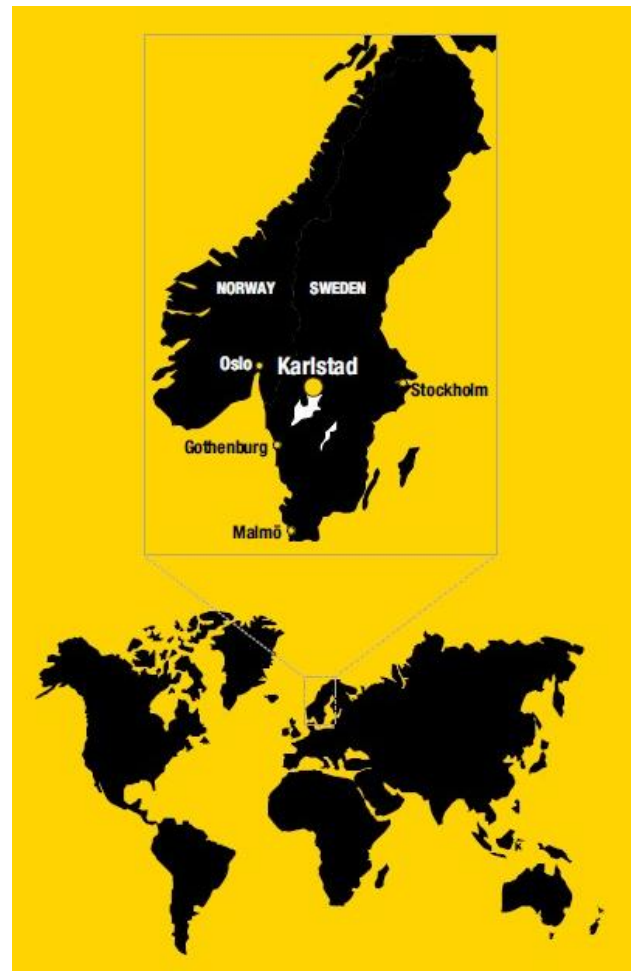 NORWAY SWEDEN
Oslo Karlstad
Stockholm
Gothenburg
Malmö